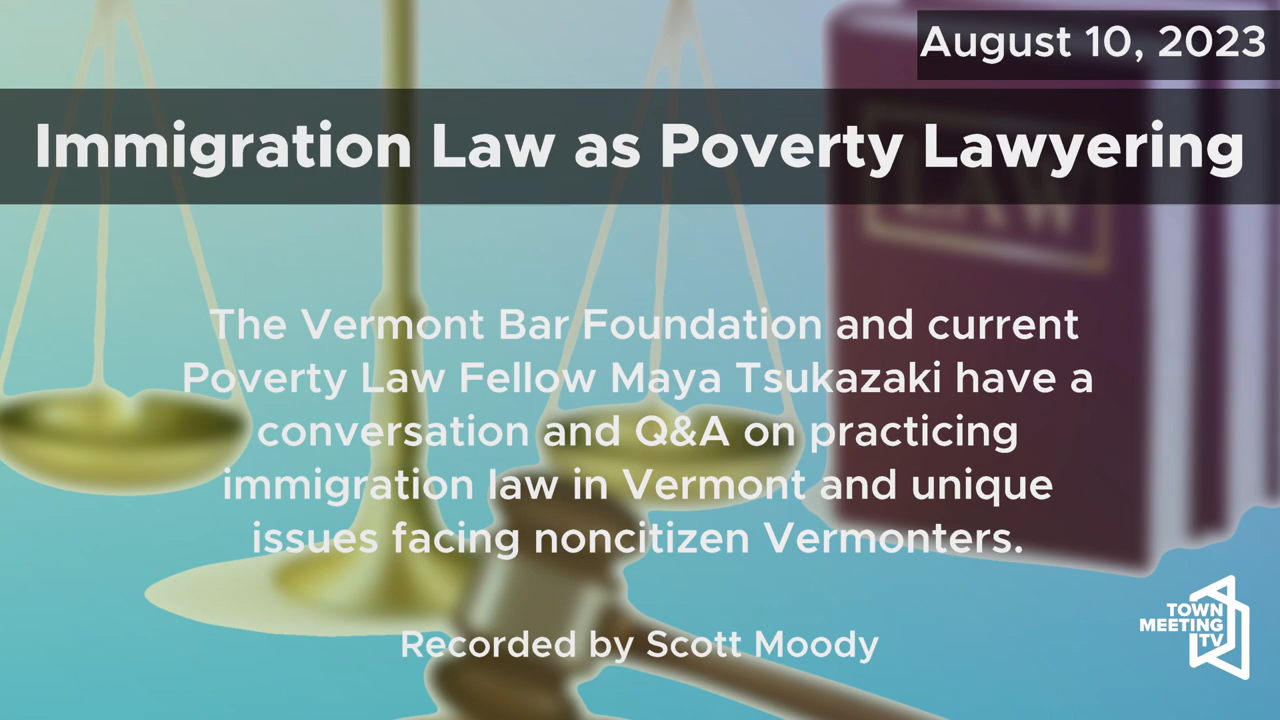 August 10, 2023
Immigration Law as Poverty Lawyering
LAW
The Vermont Bar Foundation and current
Poverty Law Fellow Maya Tsukazaki have a
conversation and Q&A on practicing
immigration law in Vermont and unique
issues facing noncitizen Vermonters.
Recorded by Scott Moody
TOWN
MEETING
TV